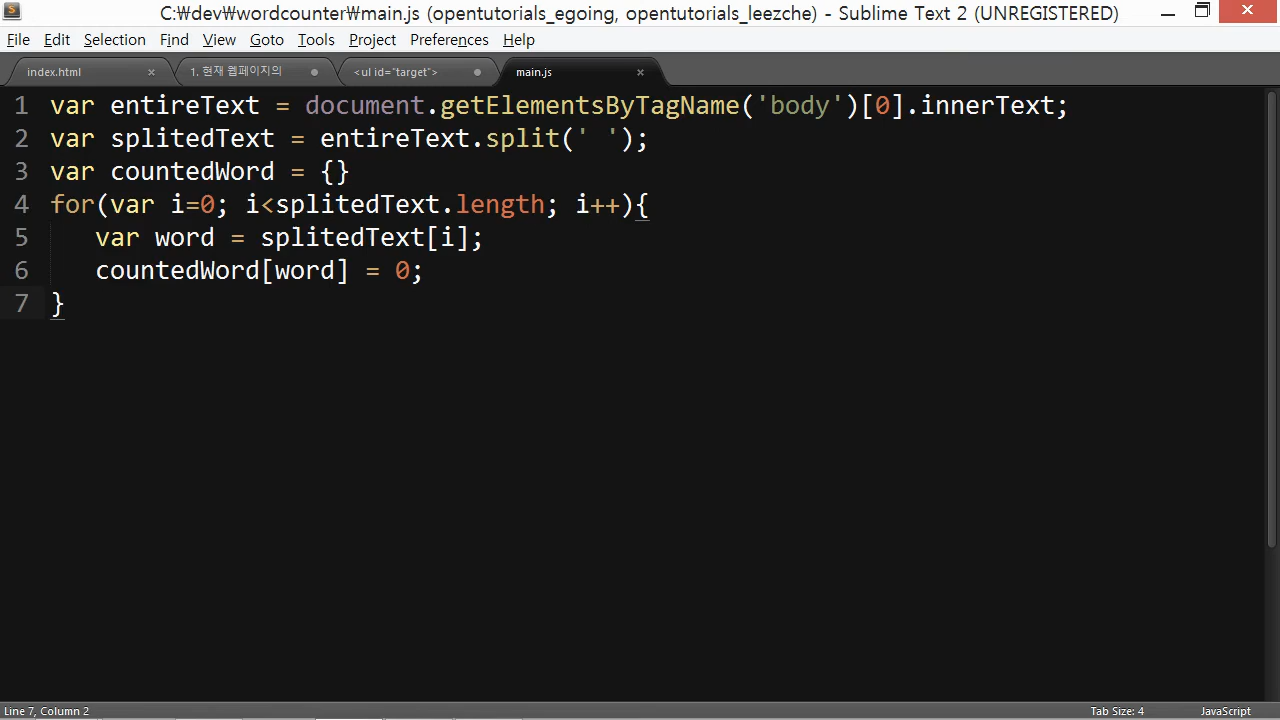 C:₩dev₩wordcounter₩main.js (opentutorials_egoing, opentutorials_leezche) - Sublime Text 2 (UNREGISTERED)
File Edit Selection Find View Goto Tools Project Preferences Help
index.html 1. 현재 웹페이지의 <ul id="target"> main.js
1 var entireText = document.getElementsByTagName('body')[0].innerText;
2 var splitedText = entireText.split(' ');
3 var countedWord = {}
4 for(var i=0; i<splitedText.length; i++){
5 var word = splitedText[i];
6 countedWord[word] = 0;
7 }
Line 7, Column 2 Tab Size: 4 JavaScript